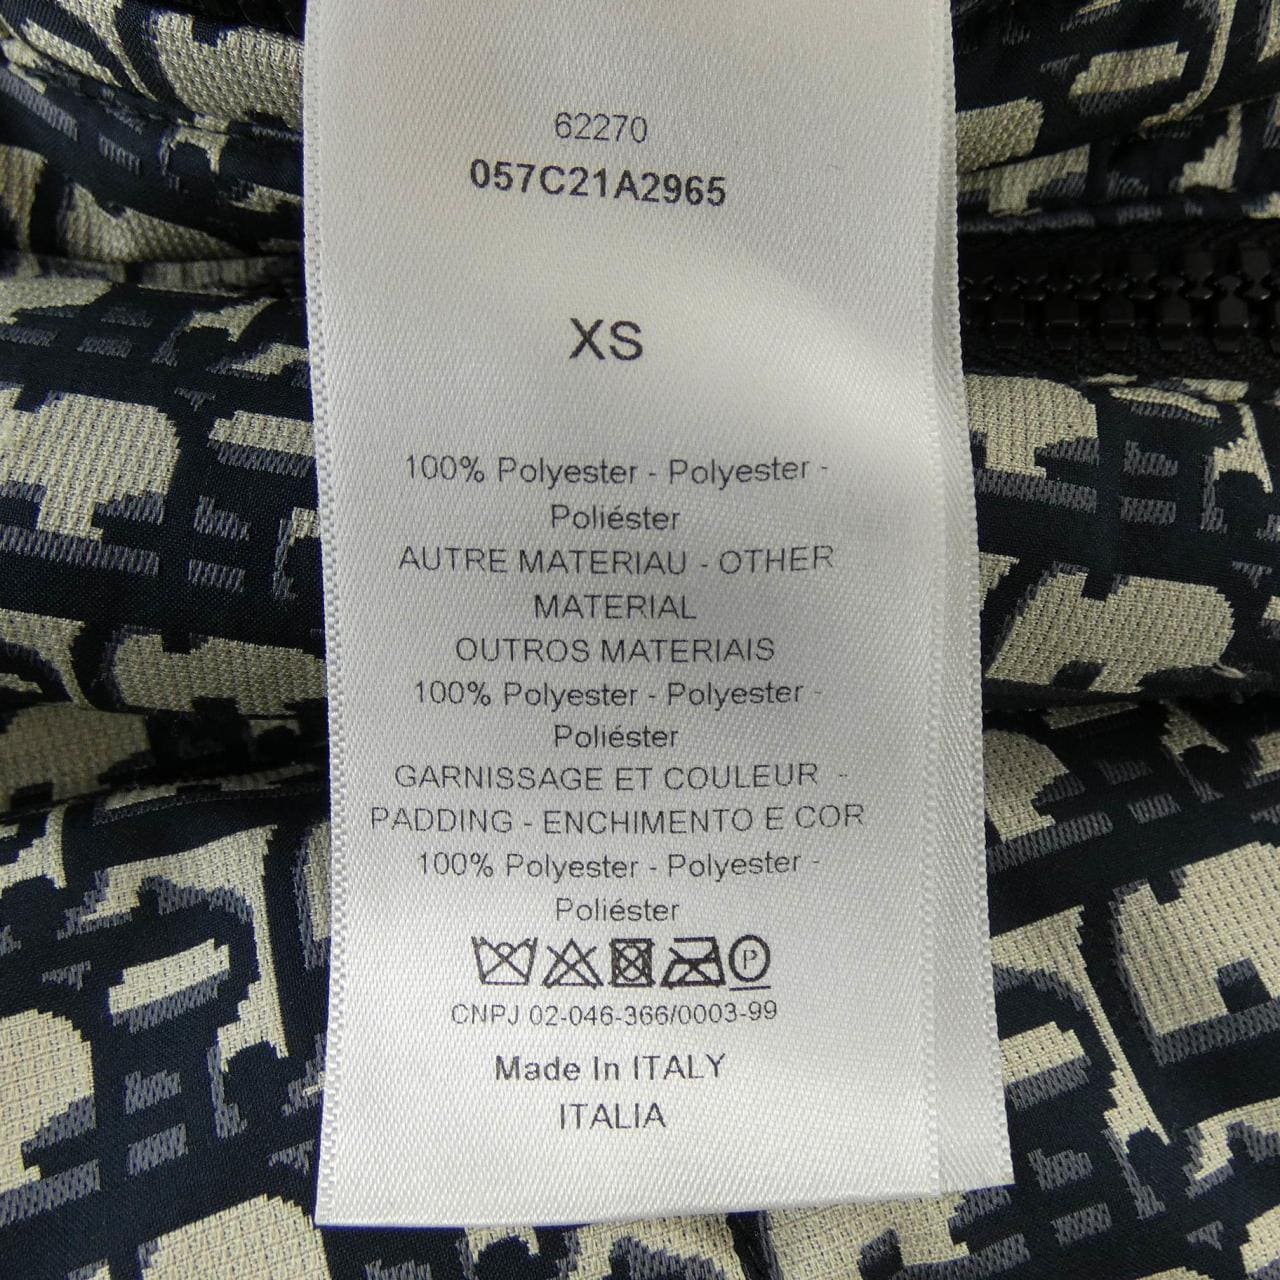 62270
057C21A2965
XS
100% Polyester - Polyester -
Poliéster
AUTRE MATERIAU - OTHER
MATERIAL
OUTROS MATERIAIS
100% Polyester - Polyester -
Poliéster
GARNISSAGE ET COULEUR -
PADDING - ENCHIMENTO E COR
100% Polyester - Polyester -
Poliéster
P
CNPJ 02-046-366/0003-99
Made In ITALY
ITALIA